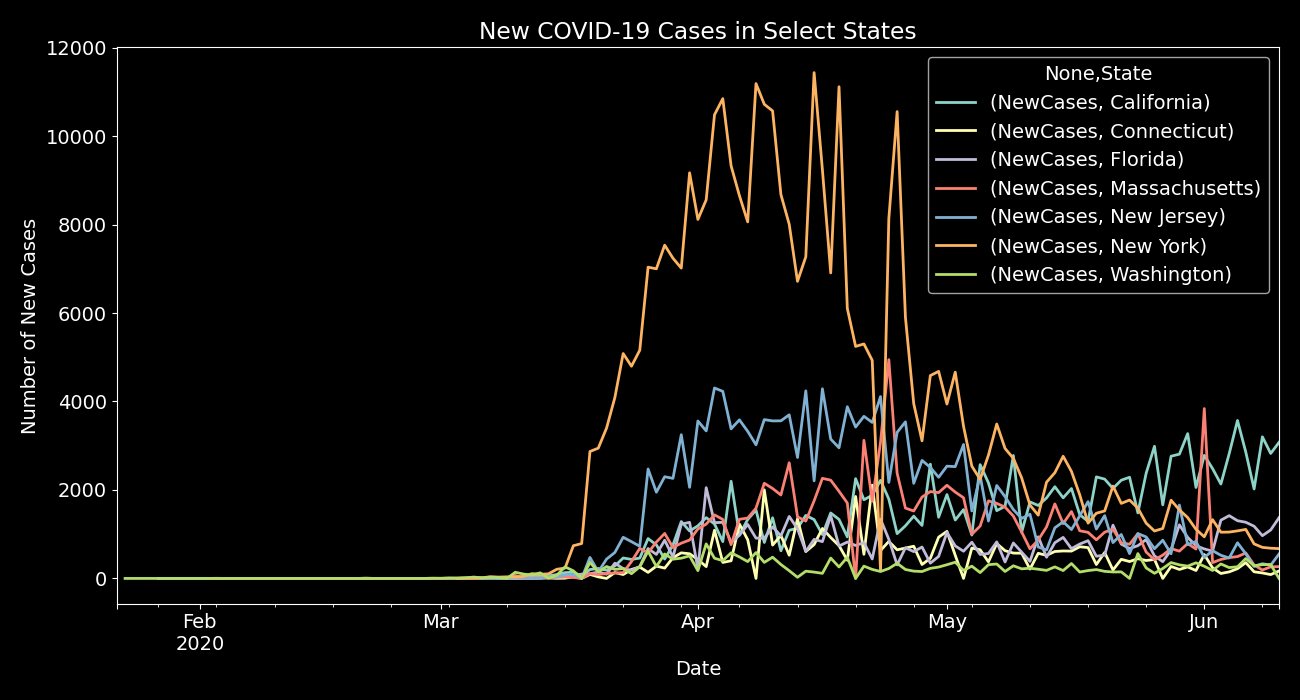 New COVID-19 Cases in Select States
12000
10000
8000
6000
4000
2000
0
Number of New Cases
None,State
(NewCases, California)
(NewCases, Connecticut)
(NewCases, Florida)
(NewCases, Massachusetts)
(NewCases, New Jersey)
(NewCases, New York)
(NewCases, Washington)
Feb Mar Apr May Jun
2020
Date